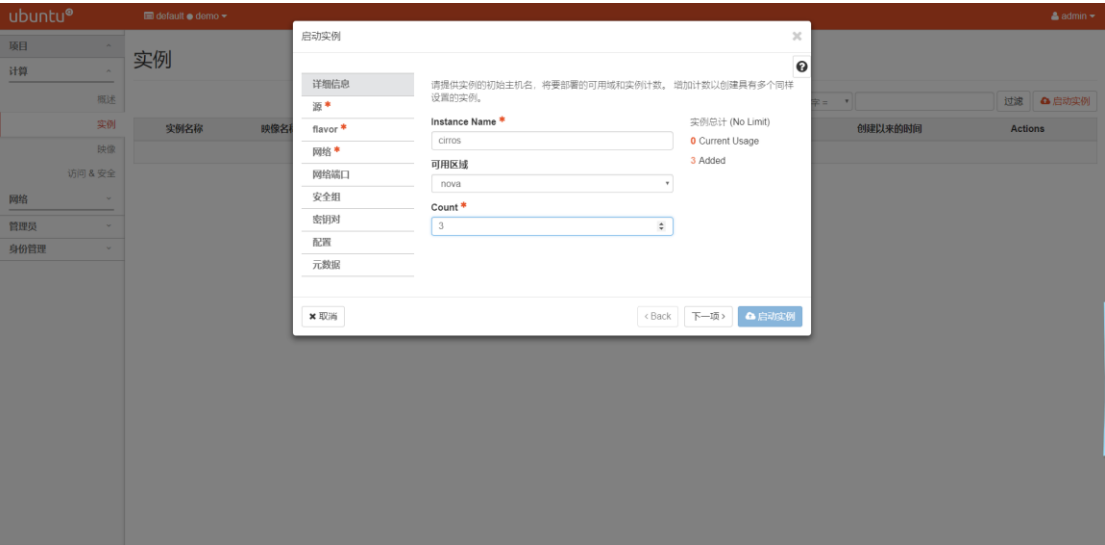 ubuntu®
default ● demo
admin
启动实例
项目
实例
计算
详细信息
请提供实例的初始主机名,将要部署的可用域和实例计数。 增加计数以创建具有多个同样
设置的实例。
概述
源 *
字 =
过滤
启动实例
实例
实例名称
映像名称
flavor *
Instance Name *
实例总计 (No Limit)
创建以来的时间
Actions
cirros
0 Current Usage
映像
网络 *
可用区域
3 Added
访问 & 安全
网络端口
nova
网络
安全组
Count *
管理员
密钥对
3
身份管理
配置
元数据
✖ 取消
‹ Back
下一项 ›
启动实例